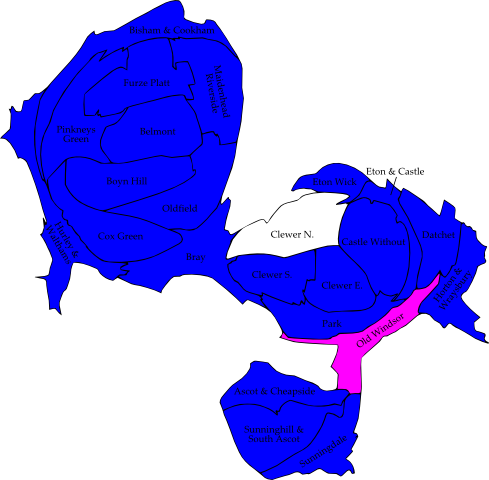 Bisham & Cookham
Furze Platt
Maidenhead
Riverside
Pinkneys
Green
Belmont
Boyn Hill
Oldfield
Cox Green
Hurley &
Walthams
Bray
Eton & Castle
Eton Wick
Clewer N.
Castle Without
Datchet
Clewer S.
Clewer E.
Horton &
Wraysbury
Park
Old Windsor
Ascot & Cheapside
Sunninghill &
South Ascot
Sunningdale